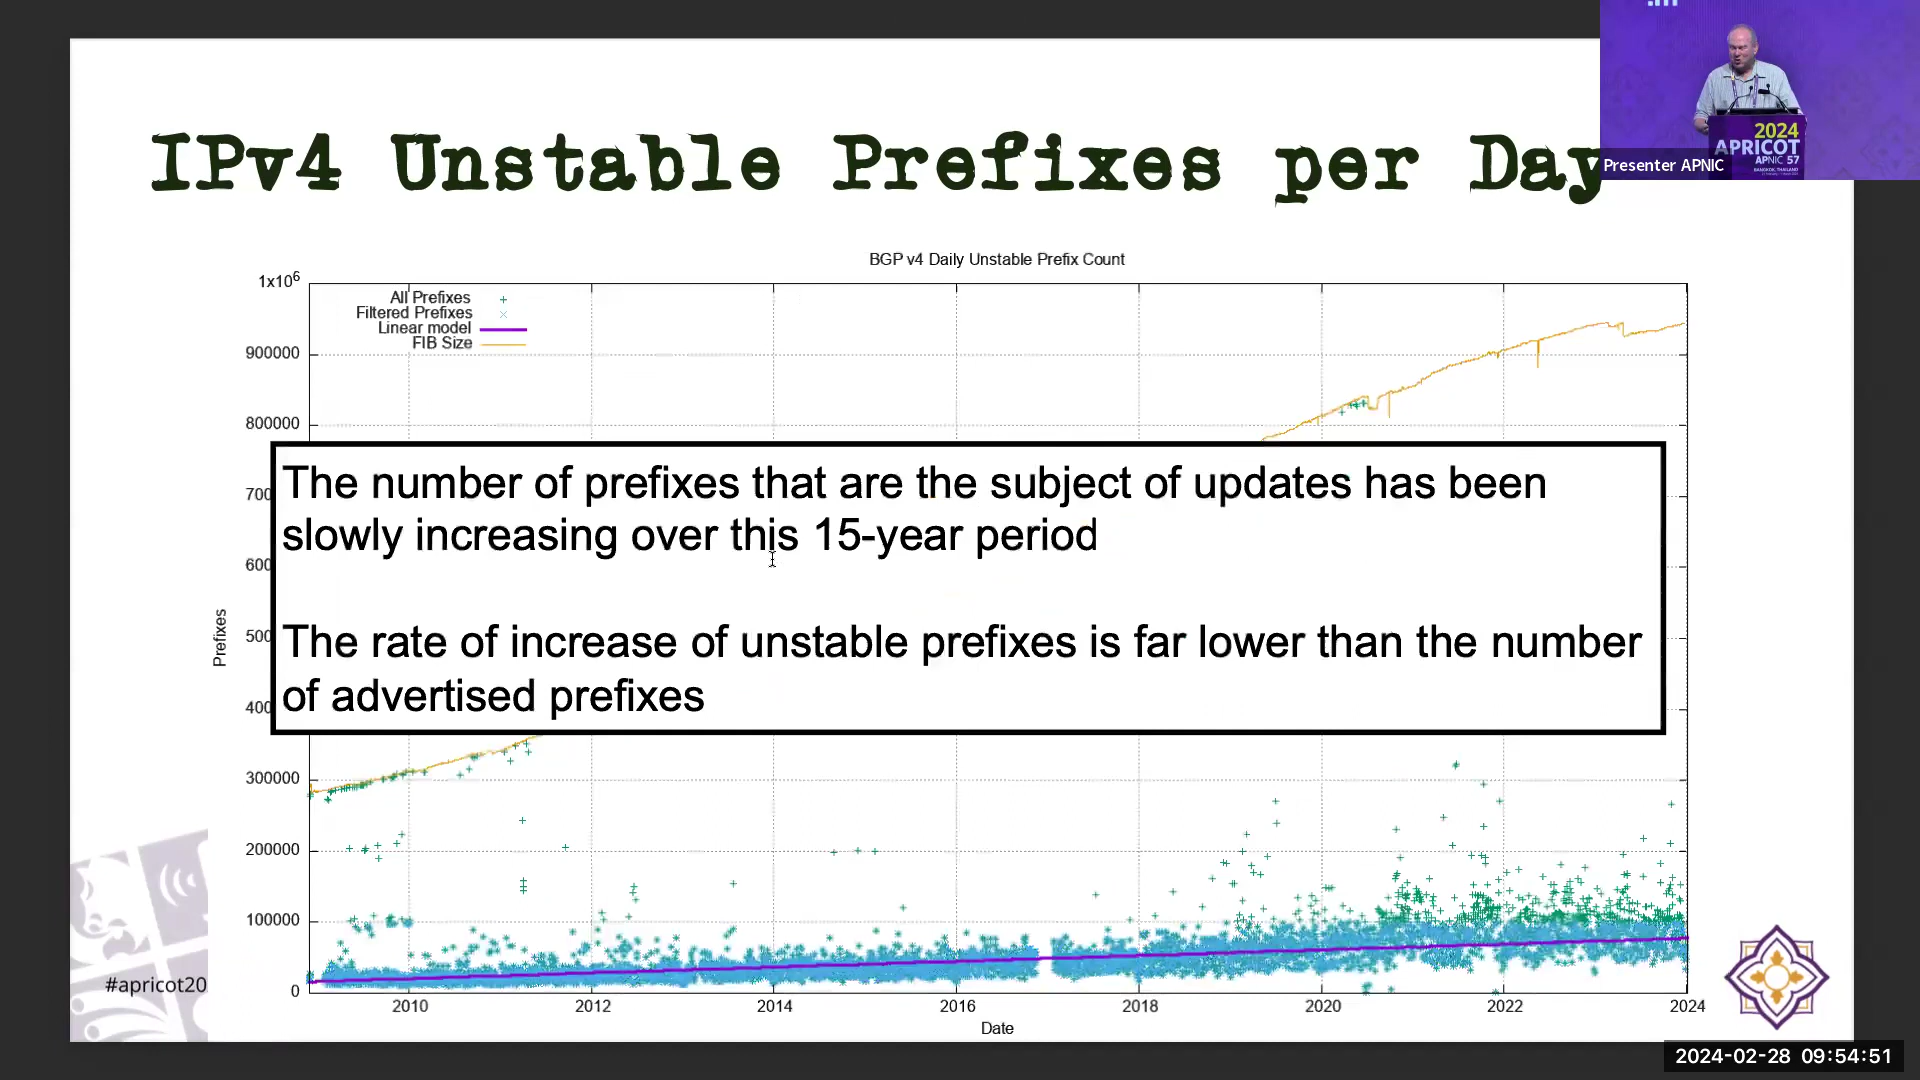 IPv4 Unstable Prefixes per Day
2024
APRICOT
APNIC 57
BANGKOK, THAILAND
Presenter APNIC
BGP v4 Daily Unstable Prefix Count
1x10⁶
All Prefixes
Filtered Prefixes
Linear model
FIB Size
900000
800000
700
600
500
400
300000
200000
100000
0
Prefixes
The number of prefixes that are the subject of updates has been
slowly increasing over this 15-year period
The rate of increase of unstable prefixes is far lower than the number
of advertised prefixes
#apricot20
2010
2012
2014
2016
2018
2020
2022
2024
Date
2024-02-28 09:54:51